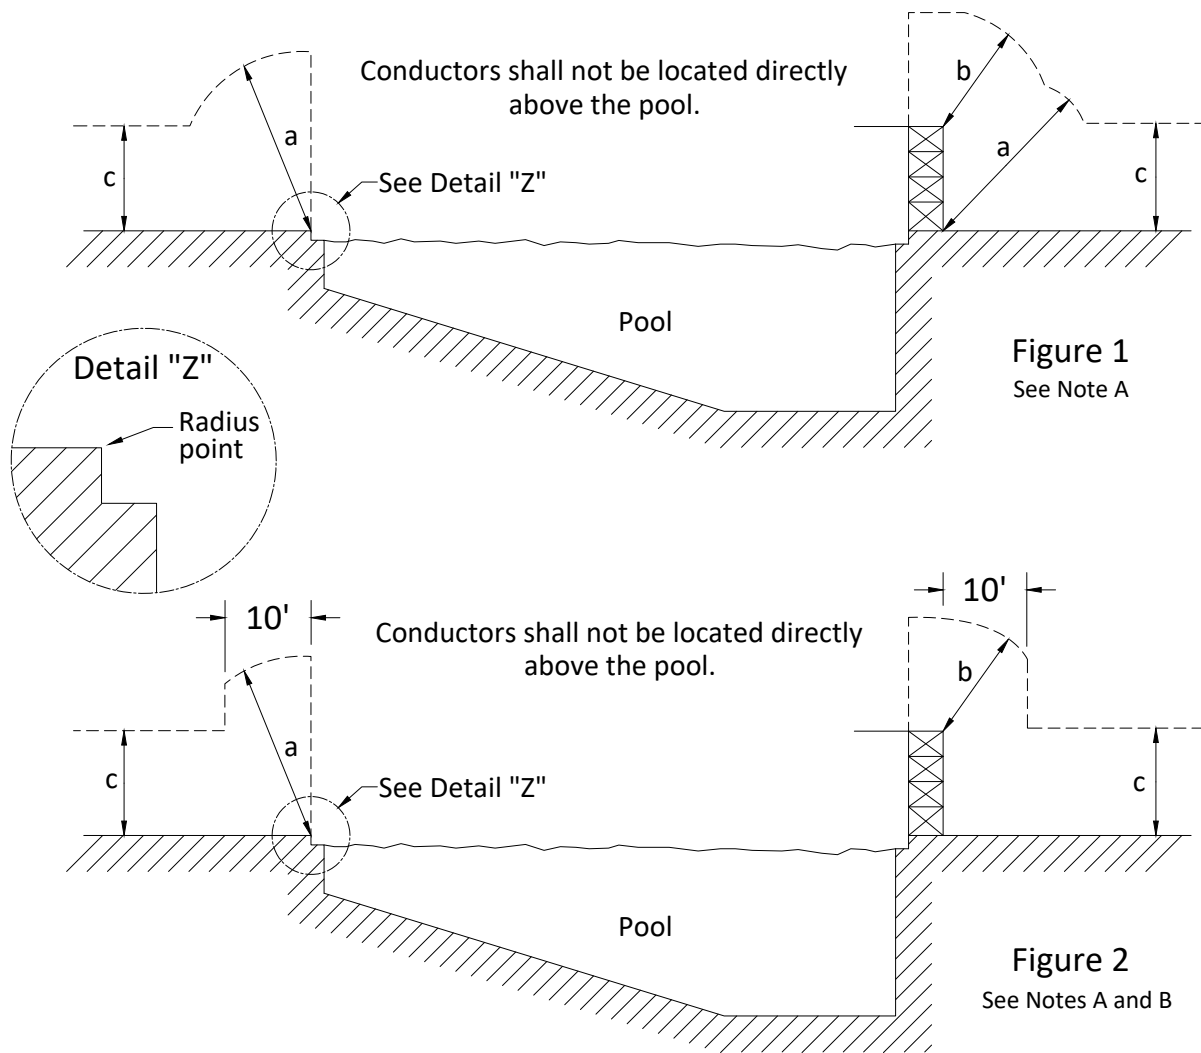 Conductors shall not be located directly
above the pool.
b
a
a
c
c
See Detail "Z"
Pool
Figure 1
See Note A
Detail "Z"
Radius
point
10'
10'
Conductors shall not be located directly
above the pool.
b
a
c
c
See Detail "Z"
Pool
Figure 2
See Notes A and B